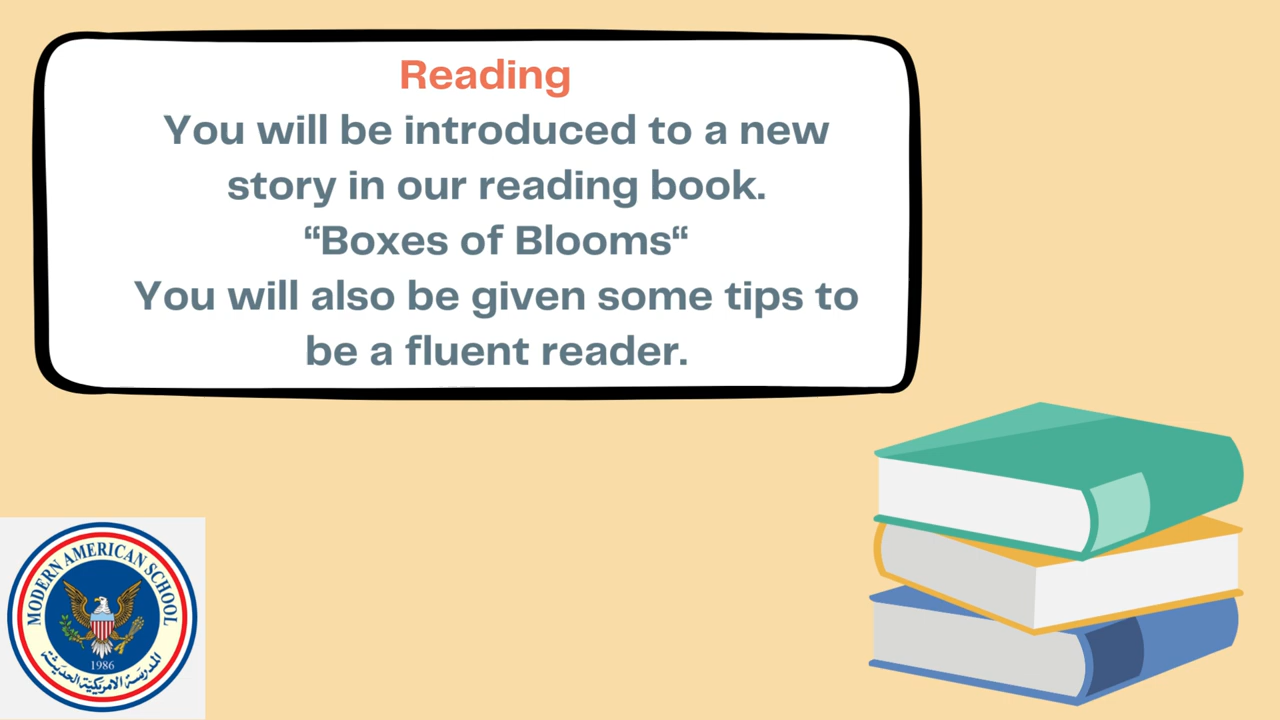 Reading
You will be introduced to a new
story in our reading book.
“Boxes of Blooms“
You will also be given some tips to
be a fluent reader.
MODERN AMERICAN SCHOOL
1986
المدرسة الامريكية الحديثة